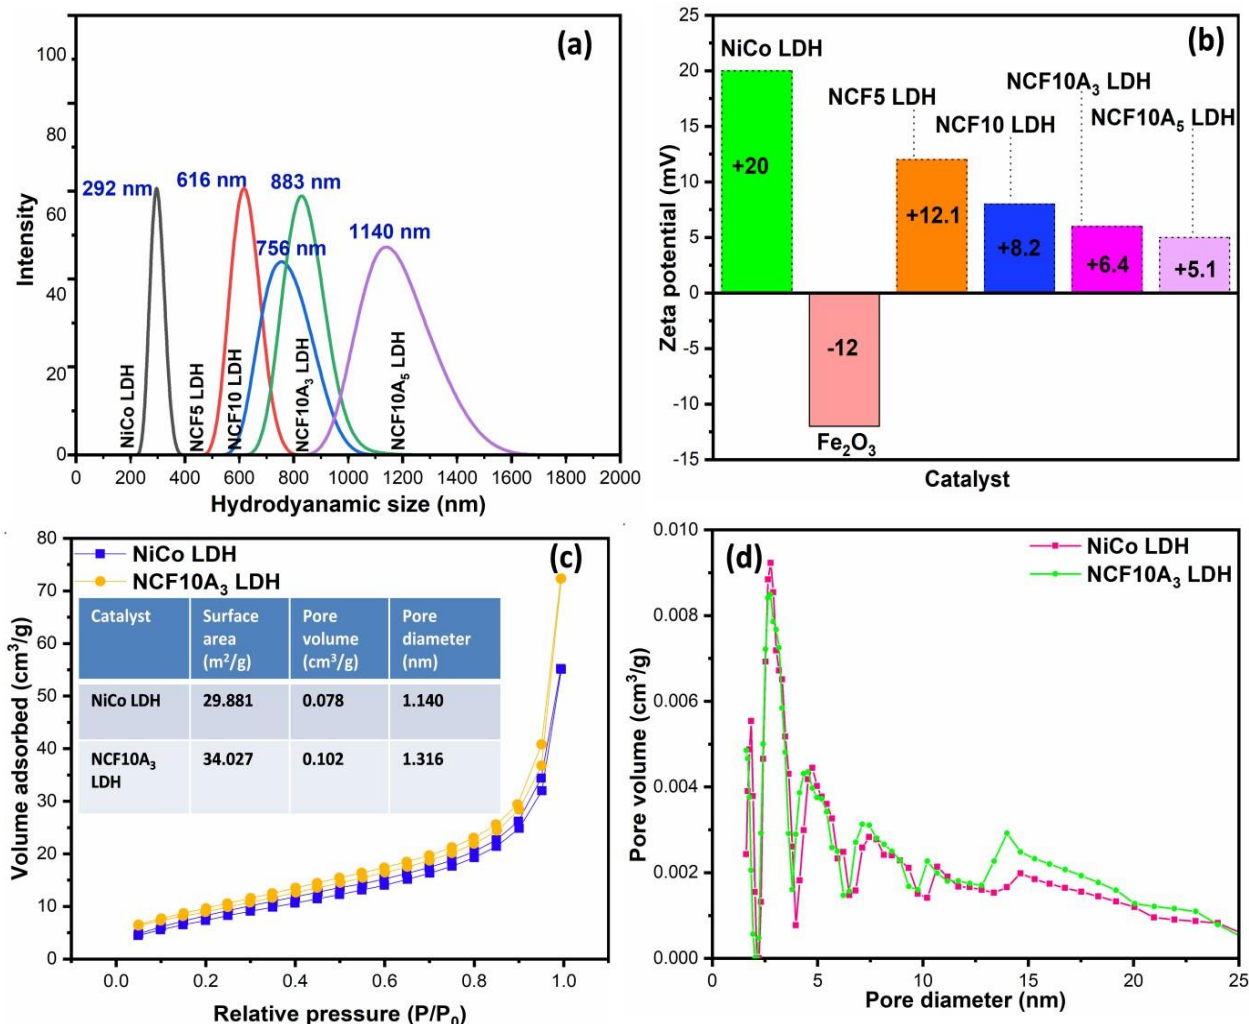 (a)
100
80
60
40
20
0
Intensity
292 nm
616 nm
883 nm
756 nm
1140 nm
NiCo LDH
NCF5 LDH
NCF10 LDH
NCF10A₃ LDH
NCF10A₅ LDH
0 200 400 600 800 1000 1200 1400 1600 1800 2000
Hydrodyanamic size (nm)
(b)
25
20
15
10
5
0
-5
-10
-15
Zeta potential (mV)
NiCo LDH
NCF5 LDH
NCF10 LDH
NCF10A₃ LDH
NCF10A₅ LDH
+20
+12.1
+8.2
+6.4
+5.1
-12
Fe₂O₃
Catalyst
(c)
80
70
60
50
40
30
20
10
0
Volume adsorbed (cm³/g)
NiCo LDH
NCF10A₃ LDH
Catalyst Surface area (m²/g) Pore volume (cm³/g) Pore diameter (nm)
NiCo LDH 29.881 0.078 1.140
NCF10A₃ LDH 34.027 0.102 1.316
0.0 0.2 0.4 0.6 0.8 1.0
Relative pressure (P/P₀)
(d)
0.010
0.008
0.006
0.004
0.002
0.000
Pore volume (cm³/g)
NiCo LDH
NCF10A₃ LDH
0 5 10 15 20 25
Pore diameter (nm)